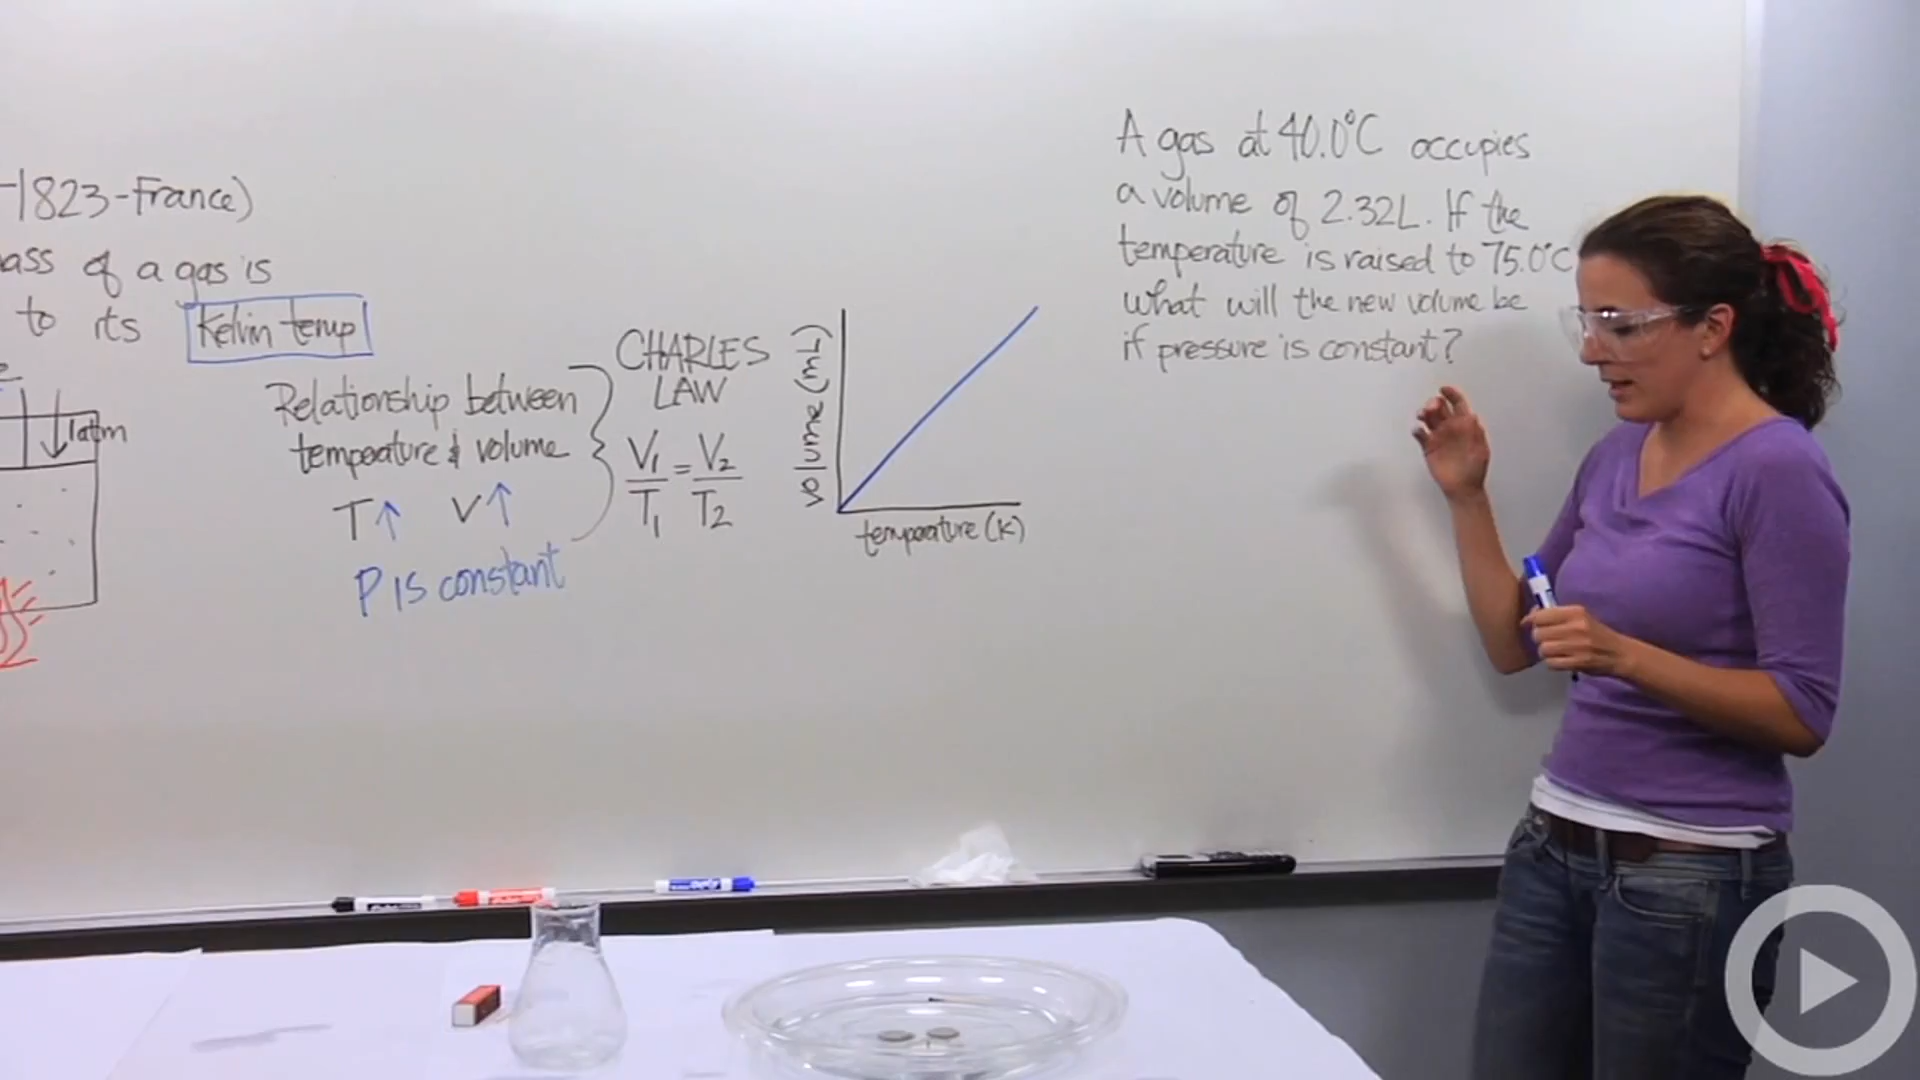 -1823-France)
ass of a gas is
to its Kelvin temp
1atm
Relationship between
temperature & volume
T↑ V↑
P is constant
CHARLES
LAW
V₁ = V₂
T₁ T₂
volume (mL)
temperature (K)
A gas at 40.0°C occupies
a volume of 2.32L. If the
temperature is raised to 75.0°C
what will the new volume be
if pressure is constant?